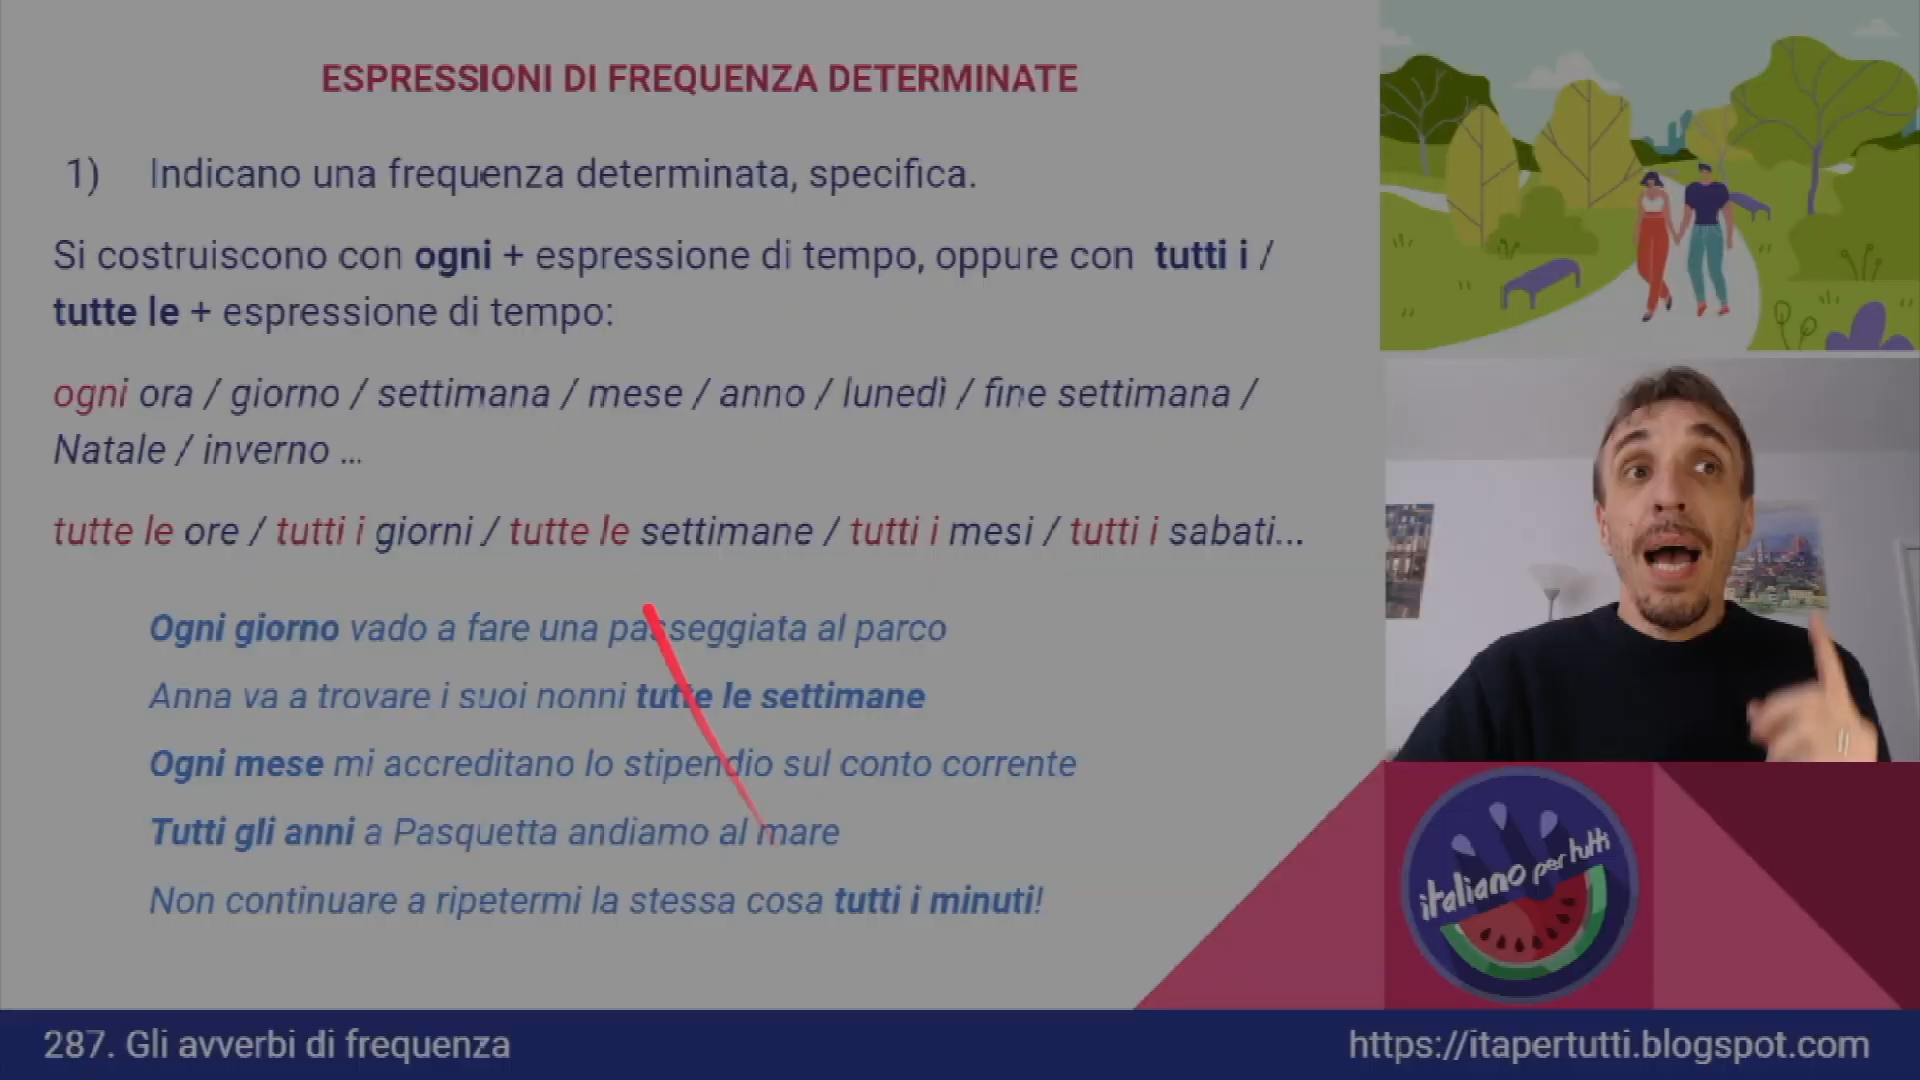 ESPRESSIONI DI FREQUENZA DETERMINATE
1) Indicano una frequenza determinata, specifica.
Si costruiscono con ogni + espressione di tempo, oppure con tutti i /
tutte le + espressione di tempo:
ogni ora / giorno / settimana / mese / anno / lunedì / fine settimana /
Natale / inverno ...
tutte le ore / tutti i giorni / tutte le settimane / tutti i mesi / tutti i sabati...
Ogni giorno vado a fare una passeggiata al parco
Anna va a trovare i suoi nonni tutte le settimane
Ogni mese mi accreditano lo stipendio sul conto corrente
Tutti gli anni a Pasquetta andiamo al mare
Non continuare a ripetermi la stessa cosa tutti i minuti!
italiano per tutti
287. Gli avverbi di frequenza
https://itapertutti.blogspot.com